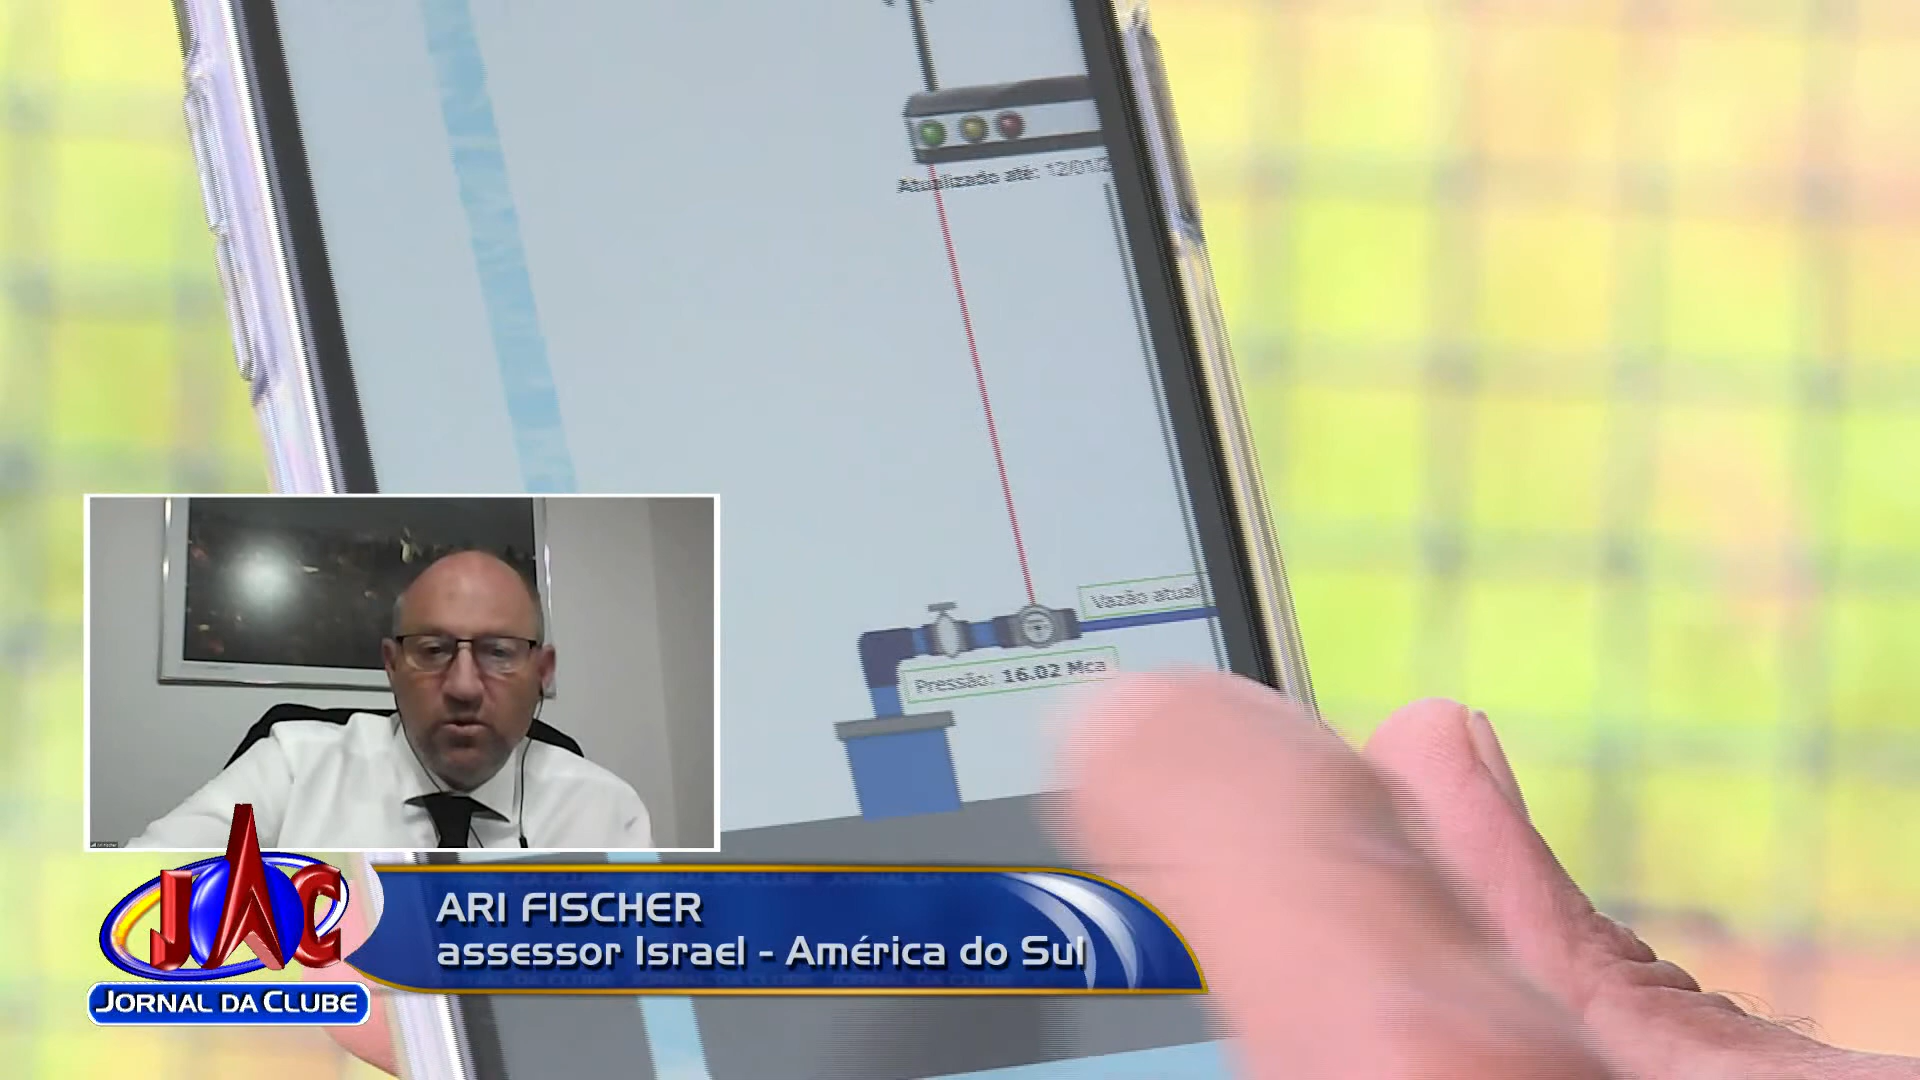 Atualizado até: 12/01/2
Vazão atual
Pressão: 16.02 Mca
JAC
JORNAL DA CLUBE
ARI FISCHER
assessor Israel - América do Sul